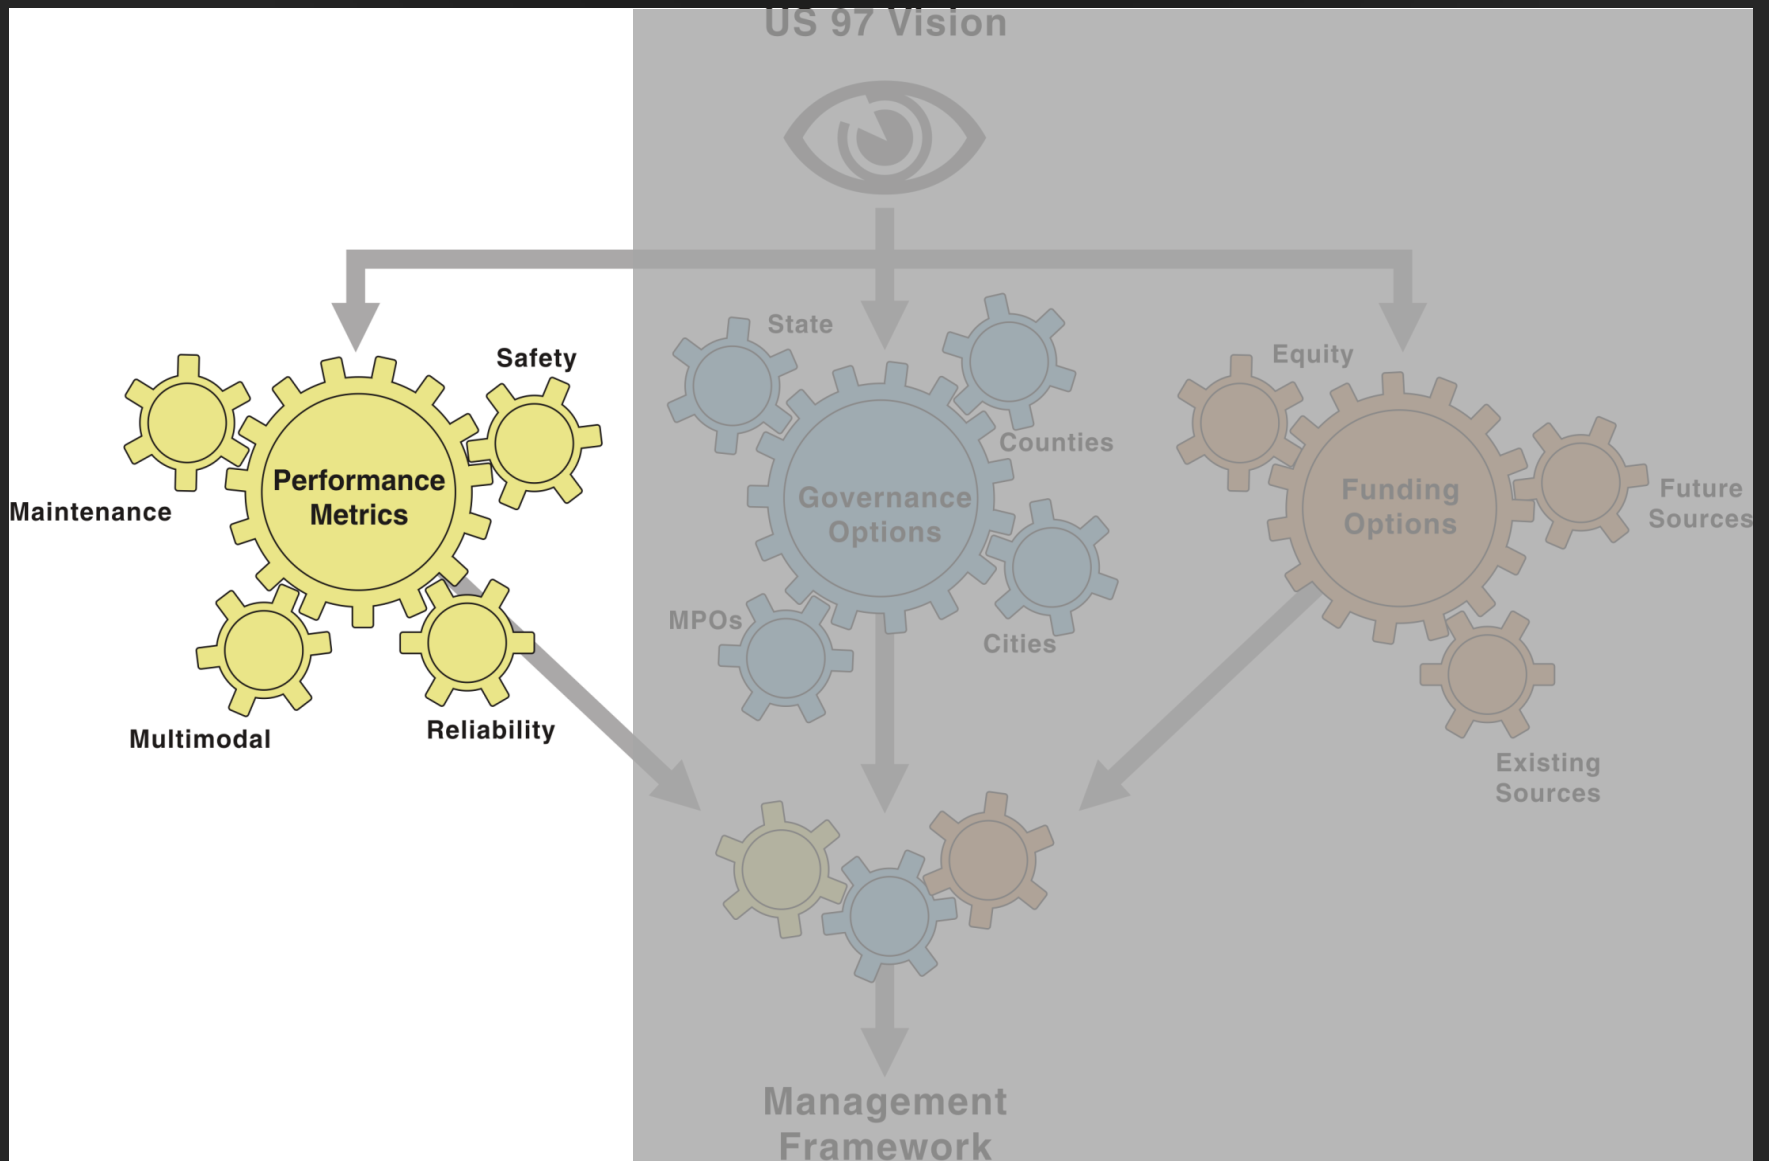 US 97 Vision
State
Safety
Equity
Counties
Performance
Metrics
Governance
Options
Funding
Options
Future
Sources
Maintenance
MPOs
Cities
Multimodal
Reliability
Existing
Sources
Management
Framework